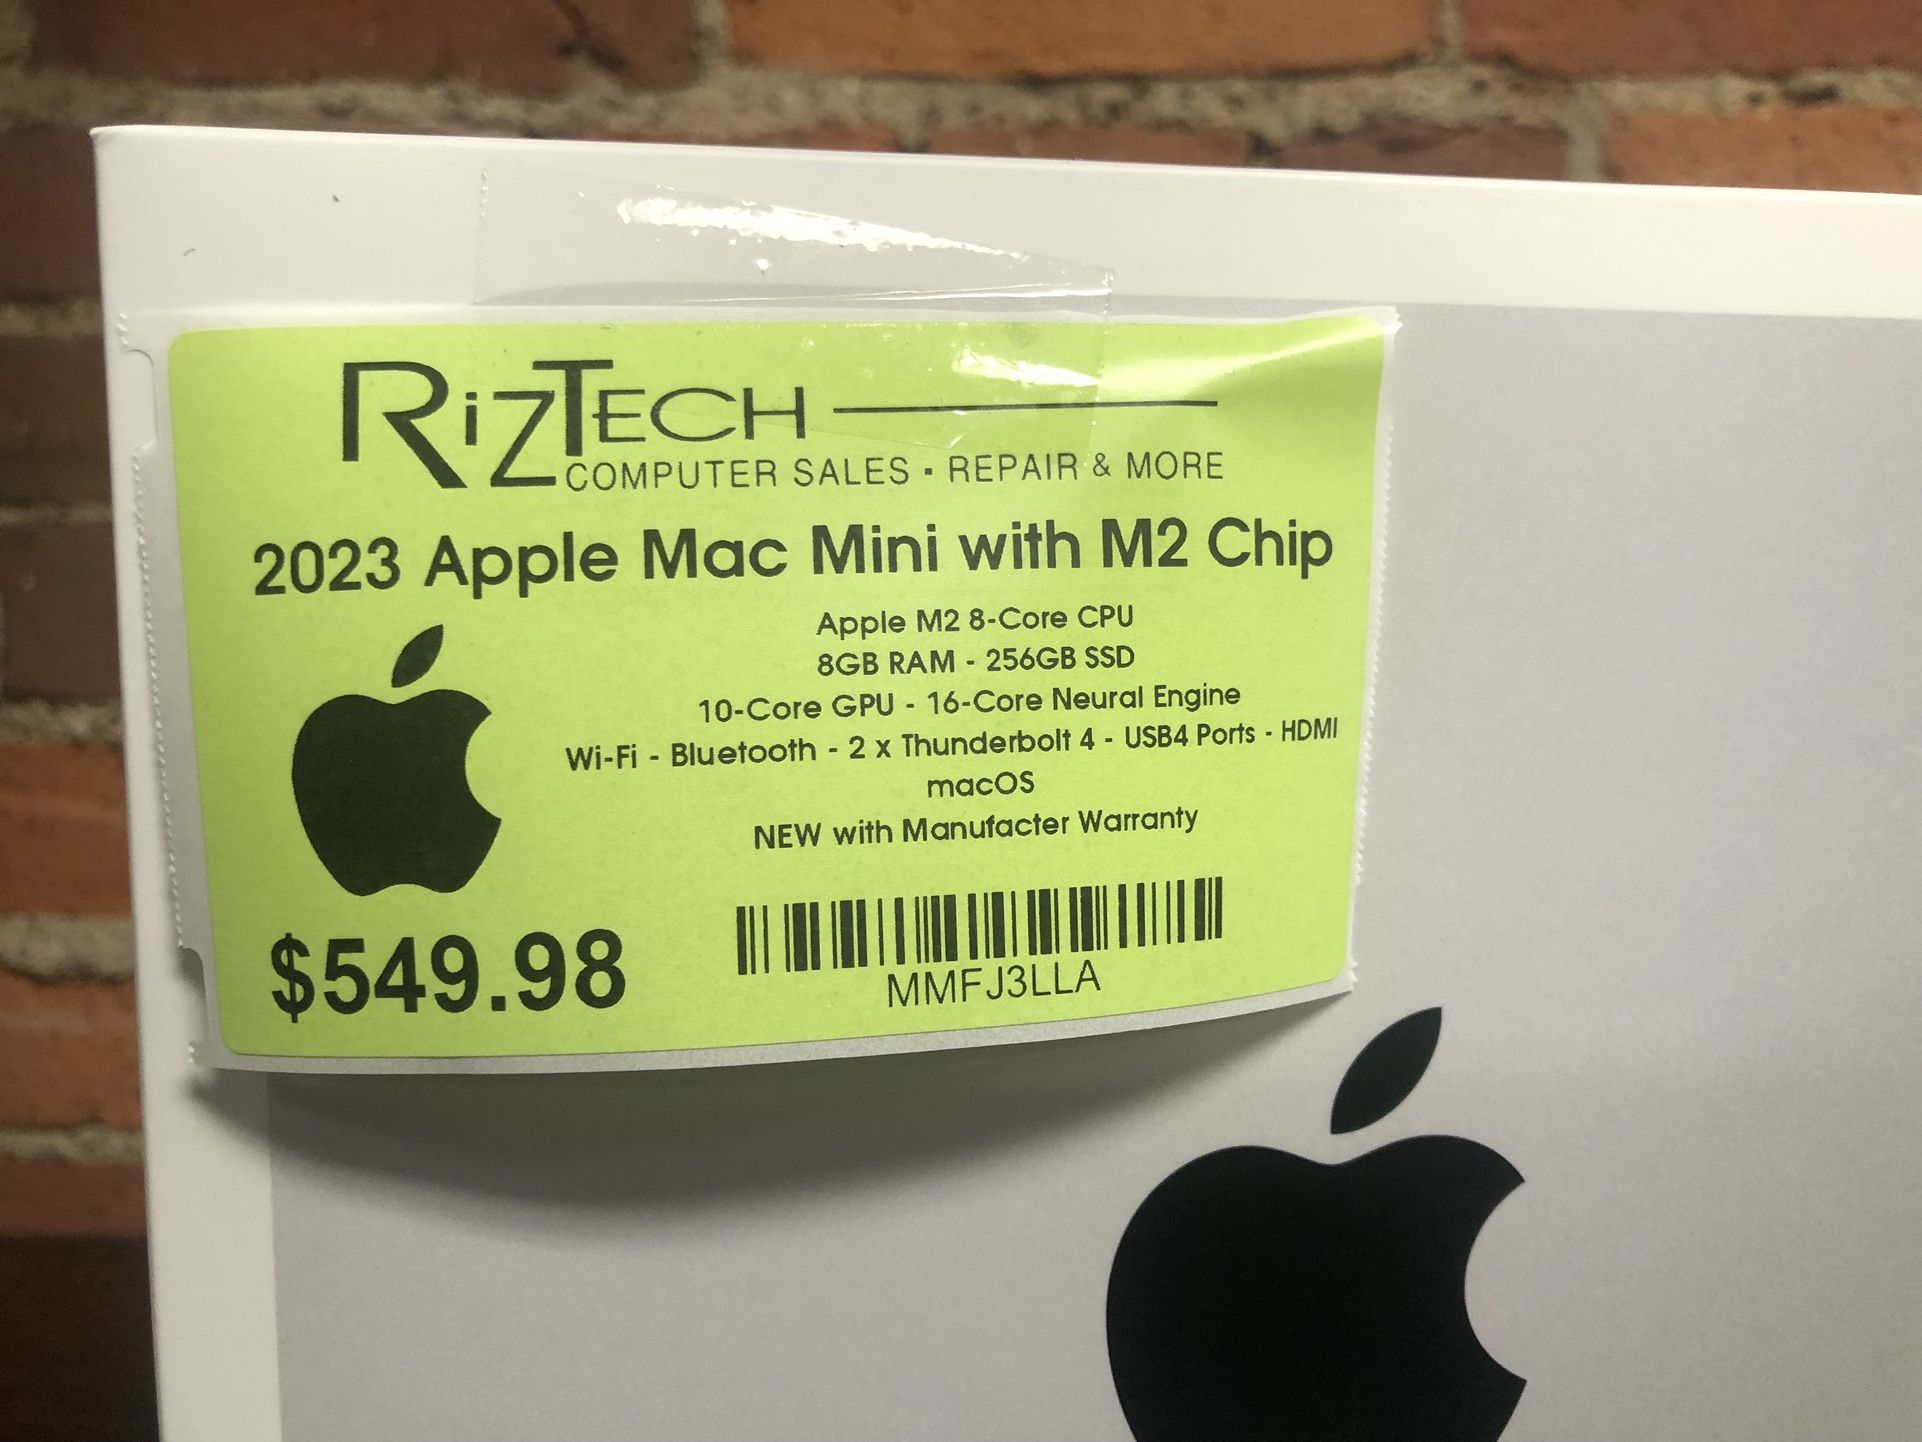 RizTech
COMPUTER SALES · REPAIR & MORE
2023 Apple Mac Mini with M2 Chip
Apple M2 8-Core CPU
8GB RAM - 256GB SSD
10-Core GPU - 16-Core Neural Engine
Wi-Fi - Bluetooth - 2 x Thunderbolt 4 - USB4 Ports - HDMI
macOS
NEW with Manufacter Warranty
$549.98
MMFJ3LLA